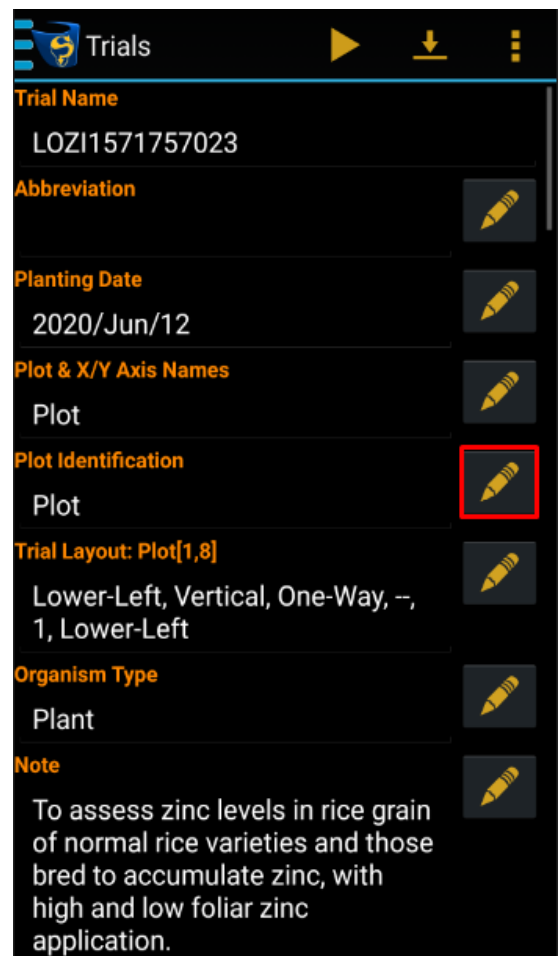 Trials
Trial Name
LOZI1571757023
Abbreviation
Planting Date
2020/Jun/12
Plot & X/Y Axis Names
Plot
Plot Identification
Plot
Trial Layout: Plot[1,8]
Lower-Left, Vertical, One-Way, --,
1, Lower-Left
Organism Type
Plant
Note
To assess zinc levels in rice grain
of normal rice varieties and those
bred to accumulate zinc, with
high and low foliar zinc
application.